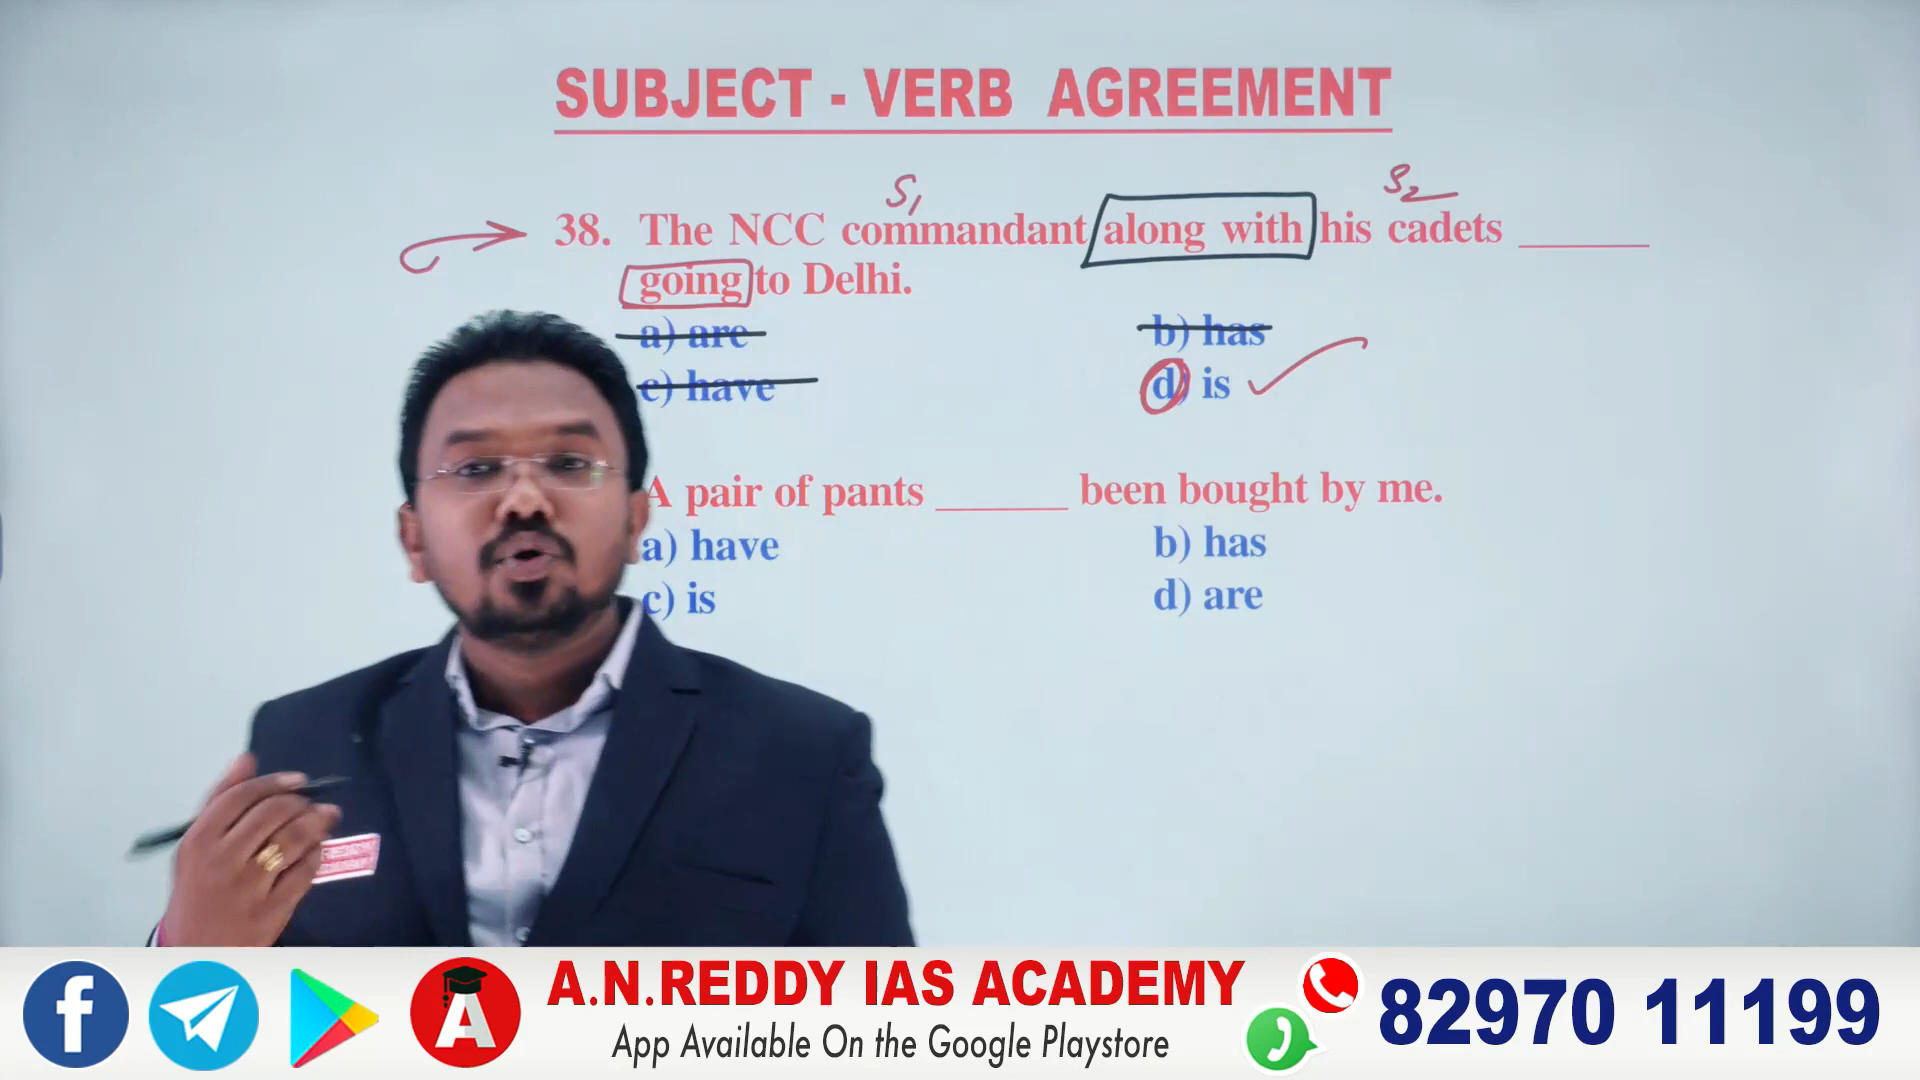 SUBJECT - VERB AGREEMENT
S₁
S₂
38. The NCC commandant along with his cadets ______
going to Delhi.
a) are b) has
c) have d) is
A pair of pants ______ been bought by me.
a) have b) has
c) is d) are
A.N.REDDY IAS ACADEMY
App Available On the Google Playstore
82970 11199